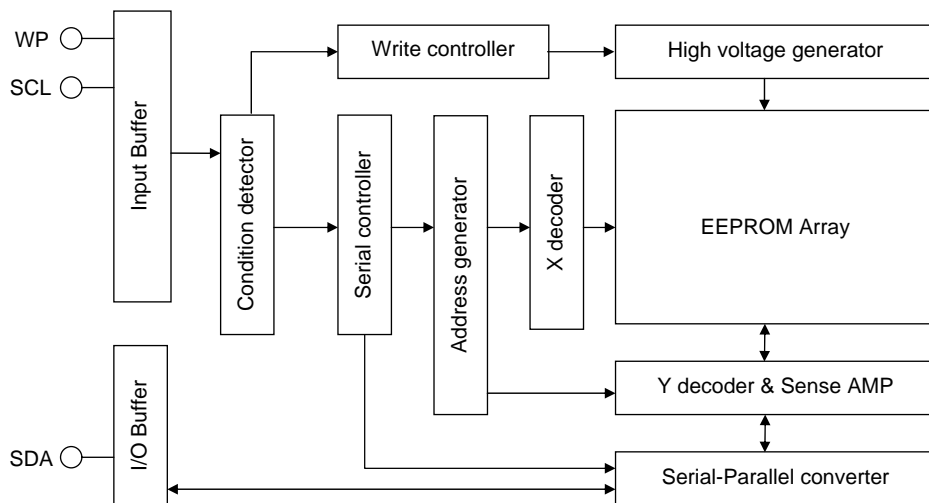 WP
SCL
SDA
Input Buffer
I/O Buffer
Condition detector
Write controller
Serial controller
Address generator
X decoder
High voltage generator
EEPROM Array
Y decoder & Sense AMP
Serial-Parallel converter